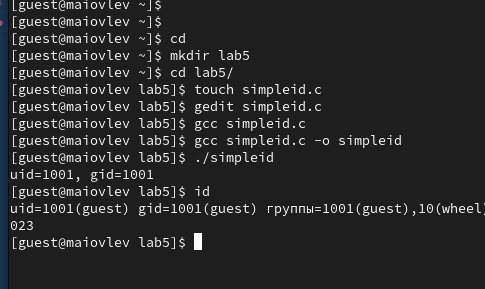 [guest@maiovlev ~]$
[guest@maiovlev ~]$
[guest@maiovlev ~]$ cd
[guest@maiovlev ~]$ mkdir lab5
[guest@maiovlev ~]$ cd lab5/
[guest@maiovlev lab5]$ touch simpleid.c
[guest@maiovlev lab5]$ gedit simpleid.c
[guest@maiovlev lab5]$ gcc simpleid.c
[guest@maiovlev lab5]$ gcc simpleid.c -o simpleid
[guest@maiovlev lab5]$ ./simpleid
uid=1001, gid=1001
[guest@maiovlev lab5]$ id
uid=1001(guest) gid=1001(guest) группы=1001(guest),10(wheel)
023
[guest@maiovlev lab5]$